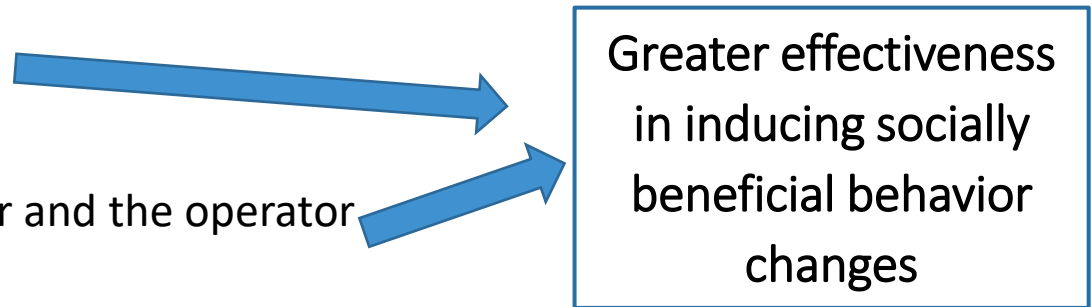 Greater effectiveness
in inducing socially
beneficial behavior
changes
and the operator